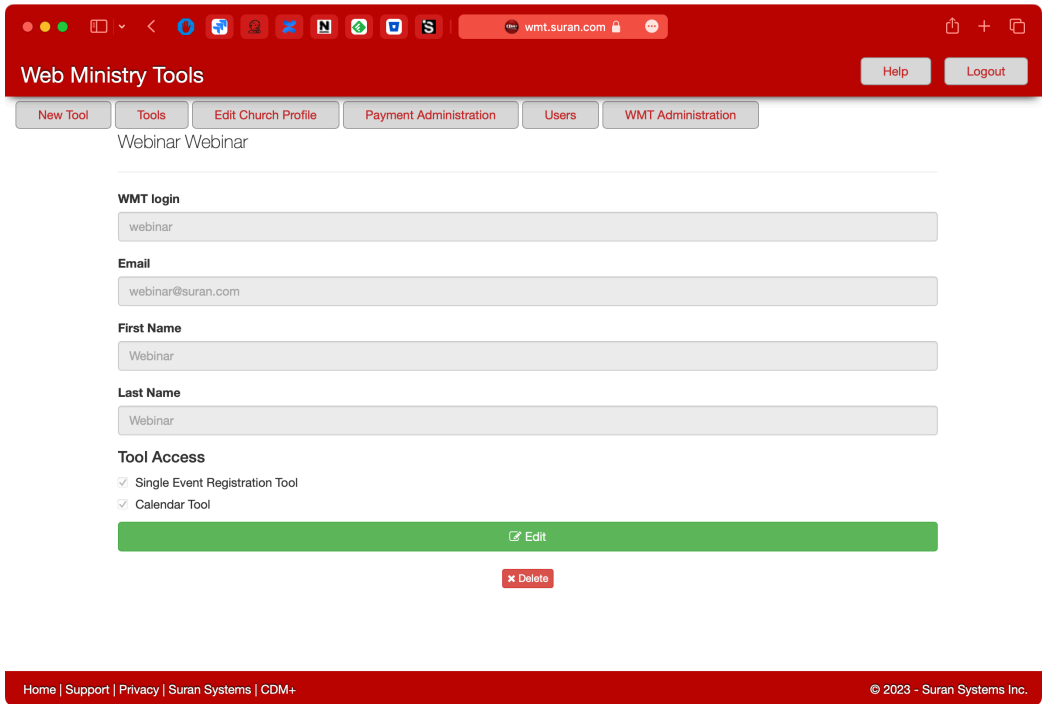 wmt.suran.com
Web Ministry Tools
Help
Logout
New Tool
Tools
Edit Church Profile
Payment Administration
Users
WMT Administration
Webinar Webinar
WMT login
webinar
Email
webinar@suran.com
First Name
Webinar
Last Name
Webinar
Tool Access
Single Event Registration Tool
Calendar Tool
Edit
Delete
Home | Support | Privacy | Suran Systems | CDM+
© 2023 - Suran Systems Inc.